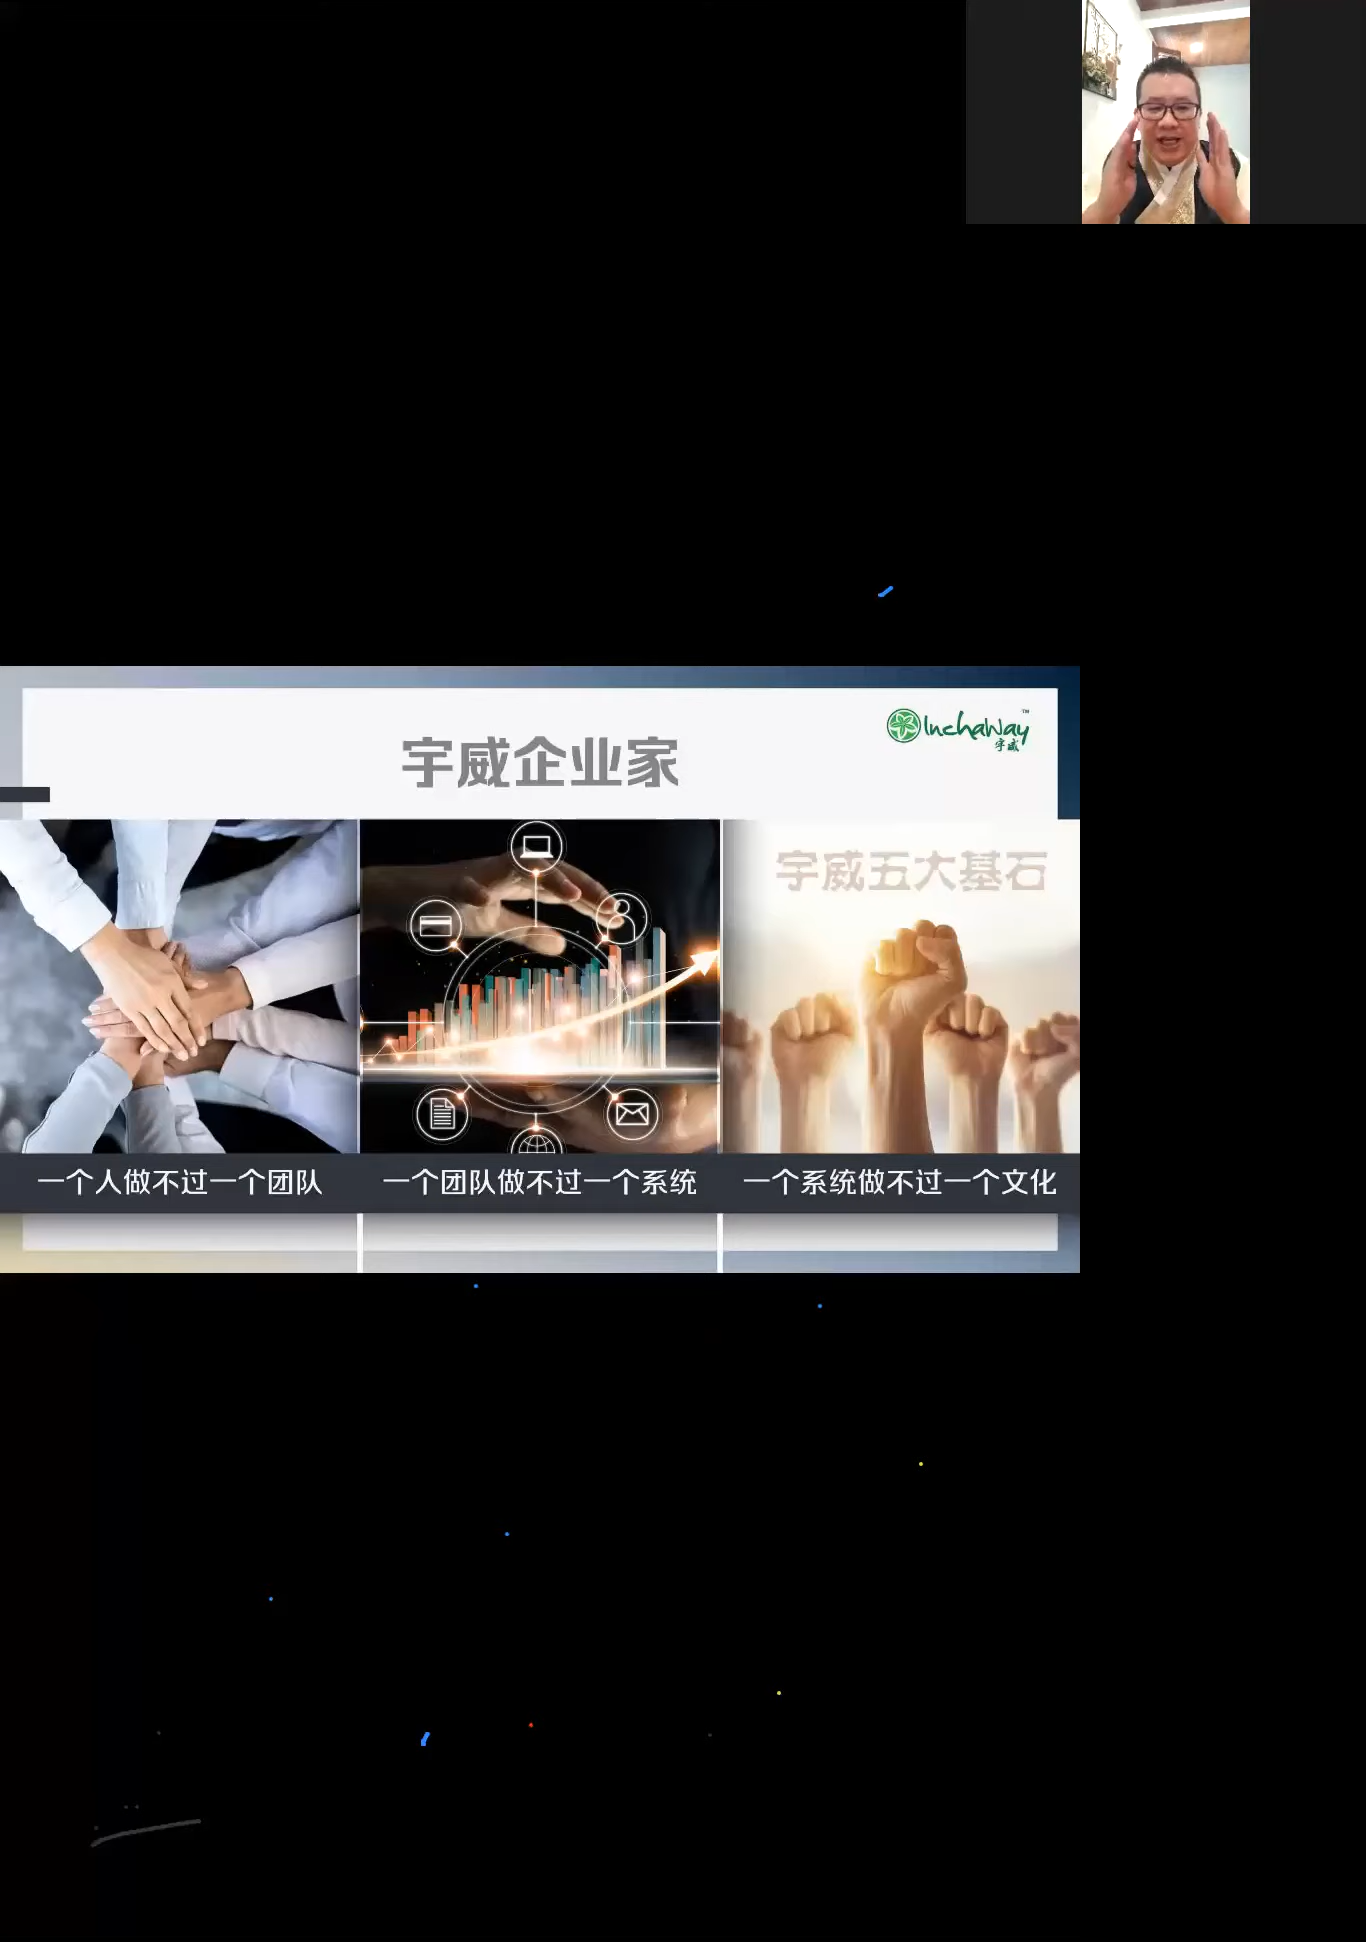 InchaWay™
宇威
宇威企业家
宇威五大基石
一个人做不过一个团队
一个团队做不过一个系统
一个系统做不过一个文化